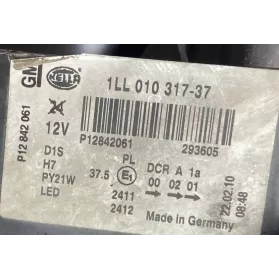 GM HELLA 1LL 010 317-37
P12 842 061
12V P12842061 293605
D1S PL DCR A 1a
H7 37.5 E1 00 02 01
PY21W
LED 2411
2412 Made in Germany
22.02.10
08:48